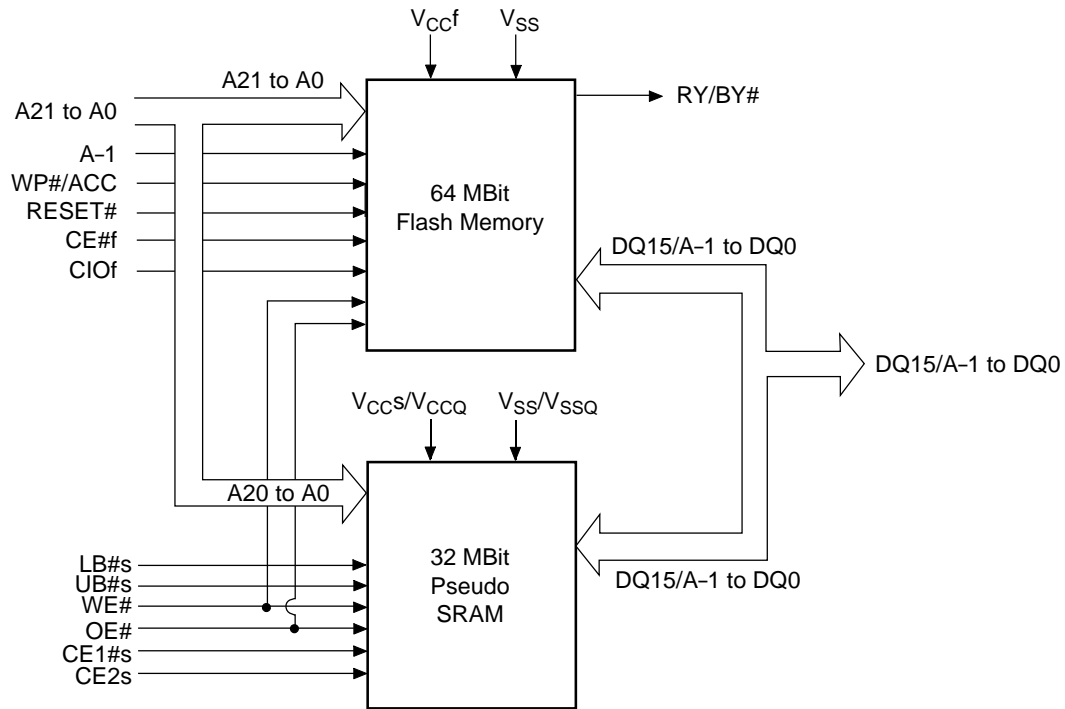 VCCf
VSS
A21 to A0
A21 to A0
RY/BY#
A–1
WP#/ACC
RESET#
CE#f
CIOf
64 MBit
Flash Memory
DQ15/A–1 to DQ0
DQ15/A–1 to DQ0
VCCs/VCCQ
VSS/VSSQ
A20 to A0
LB#s
UB#s
WE#
OE#
CE1#s
CE2s
32 MBit
Pseudo
SRAM
DQ15/A–1 to DQ0